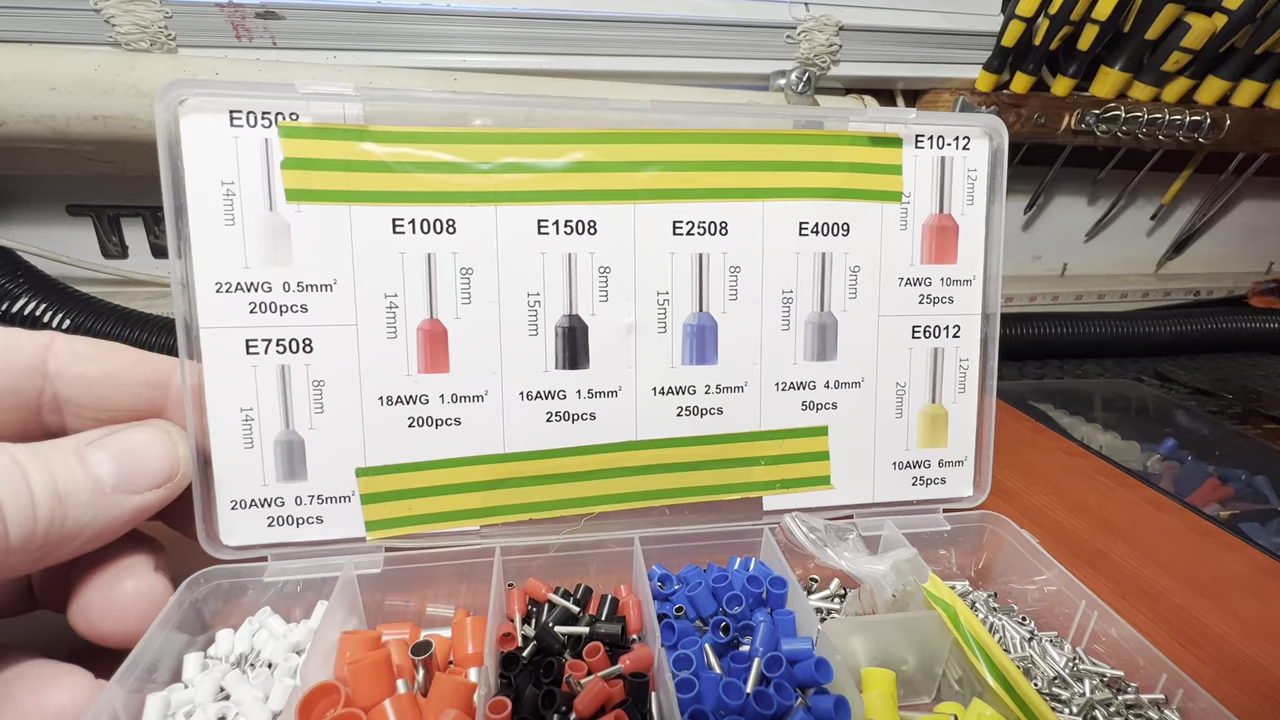 E0508
14mm
22AWG 0.5mm²
200pcs
E7508
14mm
8mm
20AWG 0.75mm²
200pcs
E1008
14mm
8mm
18AWG 1.0mm²
200pcs
E1508
15mm
8mm
16AWG 1.5mm²
250pcs
E2508
15mm
8mm
14AWG 2.5mm²
250pcs
E4009
18mm
9mm
12AWG 4.0mm²
50pcs
E10-12
21mm
12mm
7AWG 10mm²
25pcs
E6012
20mm
12mm
10AWG 6mm²
25pcs